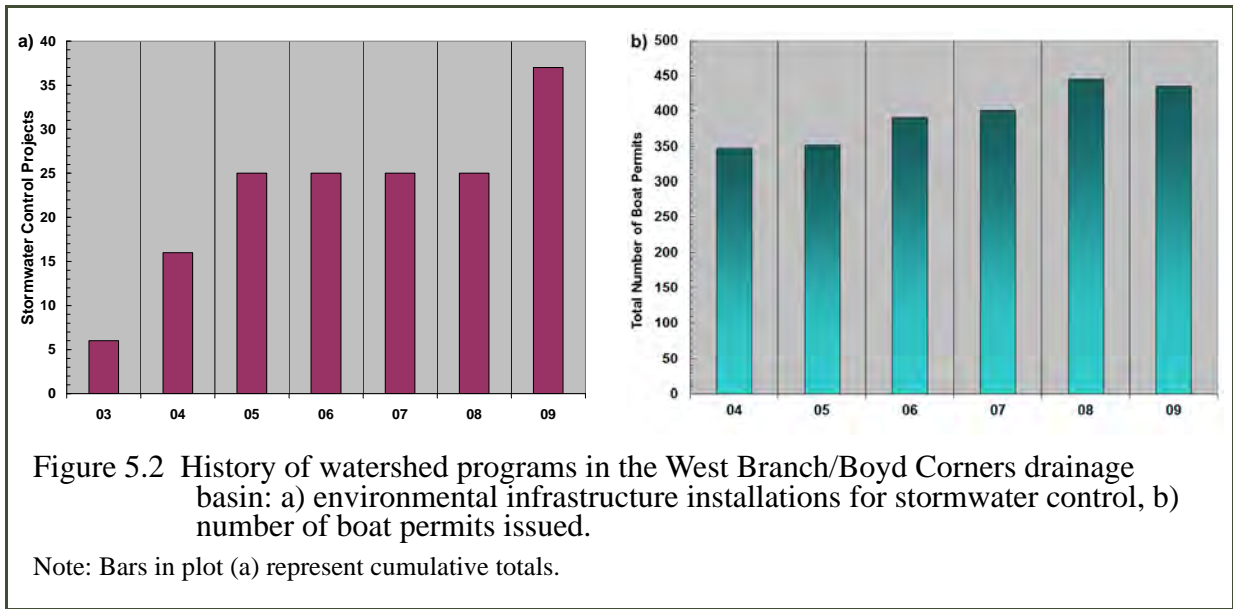 a)
40
35
30
25
20
15
10
5
0
Stormwater Control Projects
03 04 05 06 07 08 09
b)
500
450
400
350
300
250
200
150
100
50
0
Total Number of Boat Permits
04 05 06 07 08 09
Figure 5.2 History of watershed programs in the West Branch/Boyd Corners drainage
basin: a) environmental infrastructure installations for stormwater control, b)
number of boat permits issued.
Note: Bars in plot (a) represent cumulative totals.